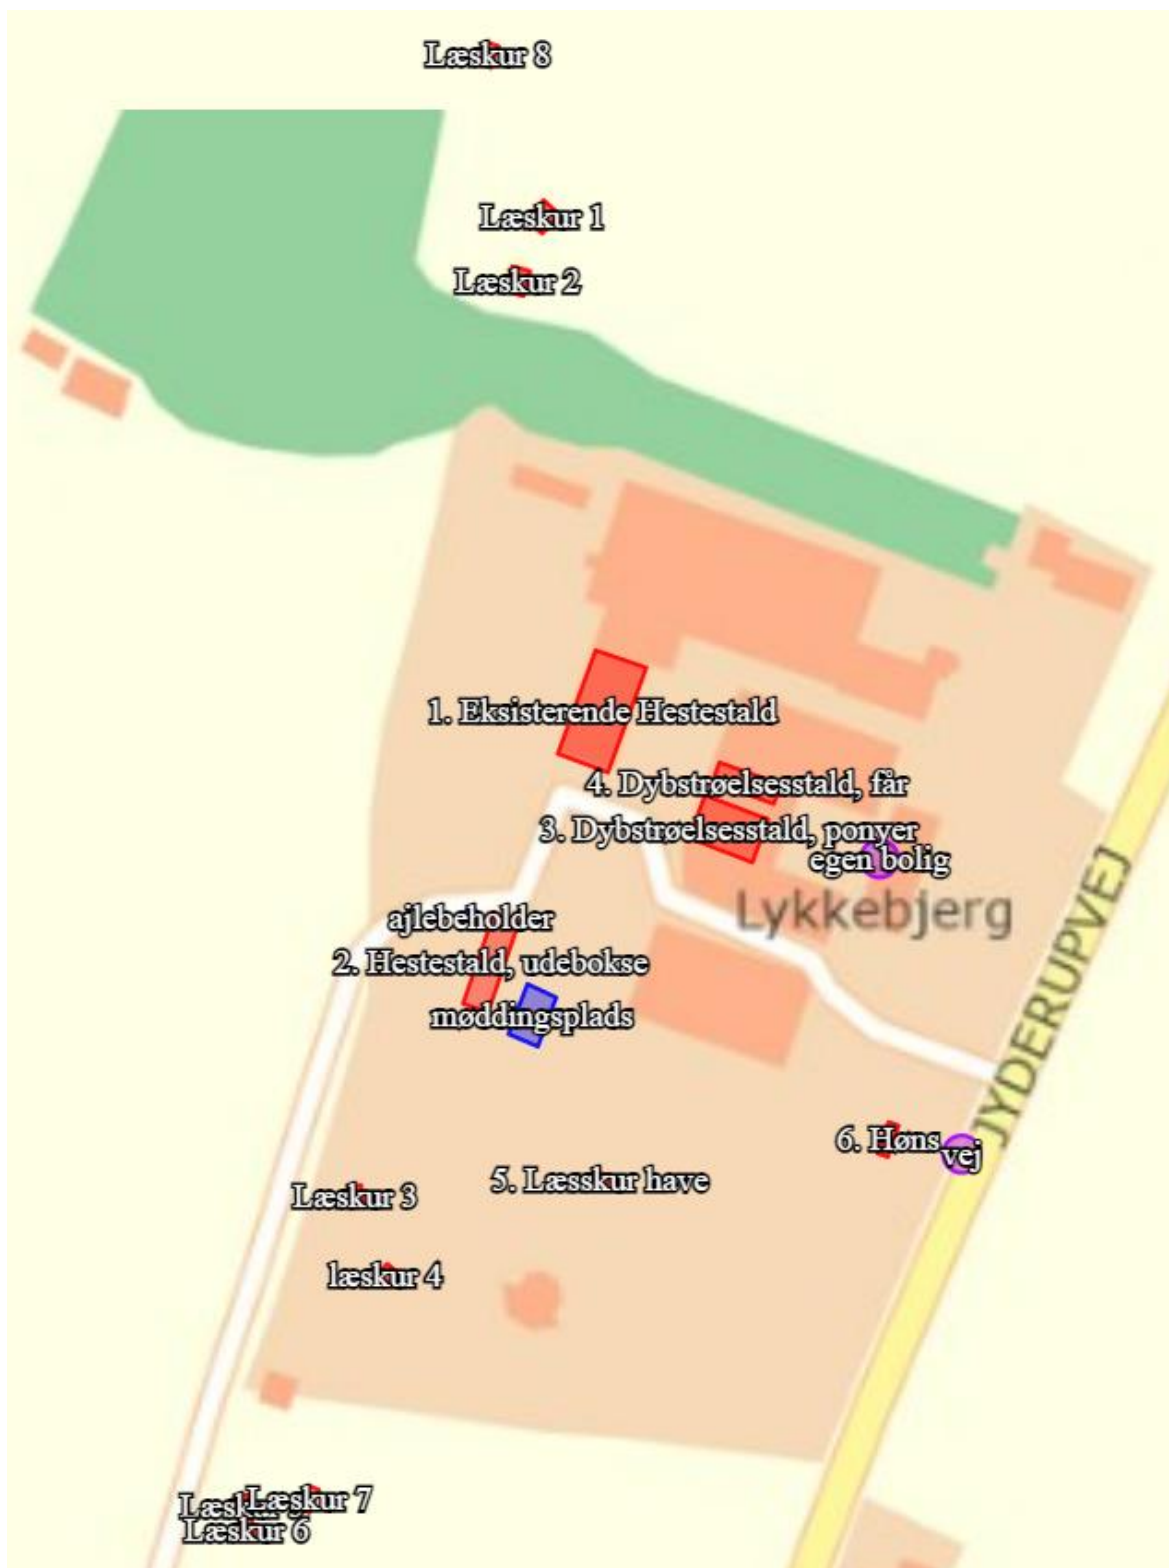 Læskur 8
Læskur 1
Læskur 2
1. Eksisterende Hestestald
4. Dybstrøelsesstald, får
3. Dybstrøelsesstald, ponyer
egen bolig
Lykkebjerg
JYDERUPVEJ
ajlebeholder
2. Hestestald, udebokse
møddingsplads
6. Høns
vej
5. Læsskur have
Læskur 3
læskur 4
Læskur 7
Læskur 6